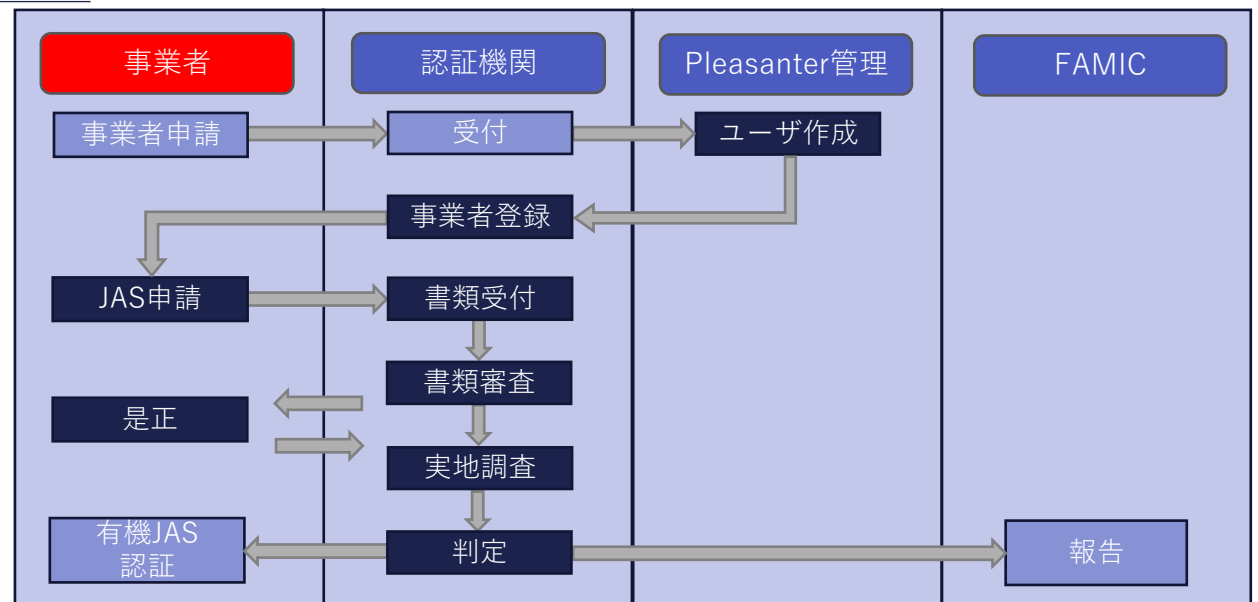 事業者
認証機関
Pleasanter管理
FAMIC
事業者申請
受付
ユーザ作成
事業者登録
JAS申請
書類受付
書類審査
是正
実地調査
有機JAS
認証
判定
報告